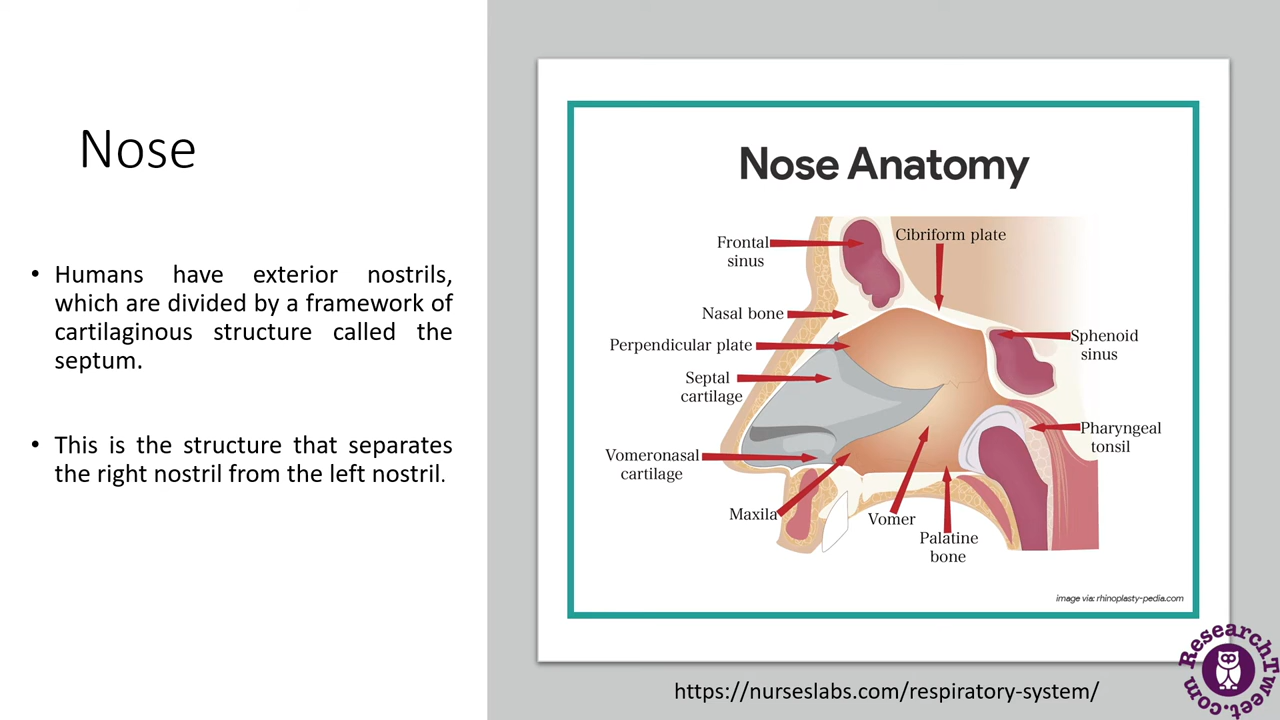 Nose
• Humans have exterior nostrils,
which are divided by a framework of
cartilaginous structure called the
septum.
• This is the structure that separates
the right nostril from the left nostril.
Nose Anatomy
Frontal
sinus
Cibriform plate
Nasal bone
Perpendicular plate
Sphenoid
sinus
Septal
cartilage
Pharyngeal
tonsil
Vomeronasal
cartilage
Maxila
Vomer
Palatine
bone
image via: rhinoplasty-pedia.com
https://nurseslabs.com/respiratory-system/
ResearchTweet.com